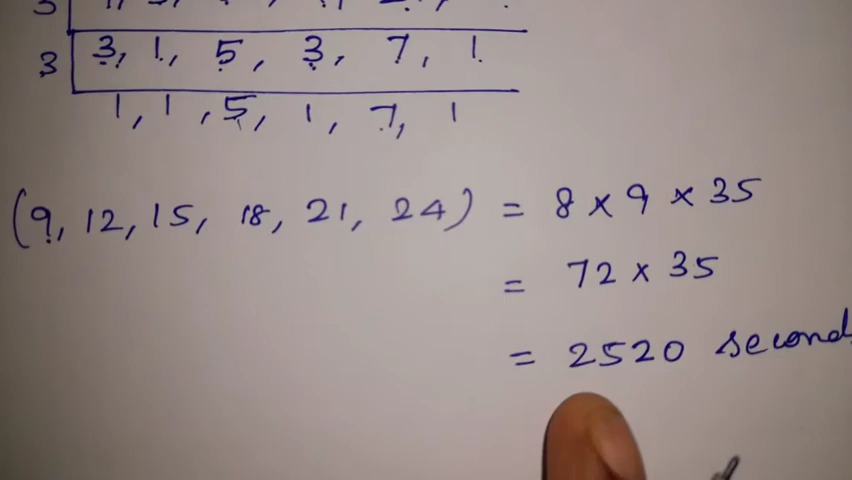 3 3, 1, 5, 3, 7, 1
1, 1, 5, 1, 7, 1
(9, 12, 15, 18, 21, 24) = 8 × 9 × 35
= 72 × 35
= 2520 second